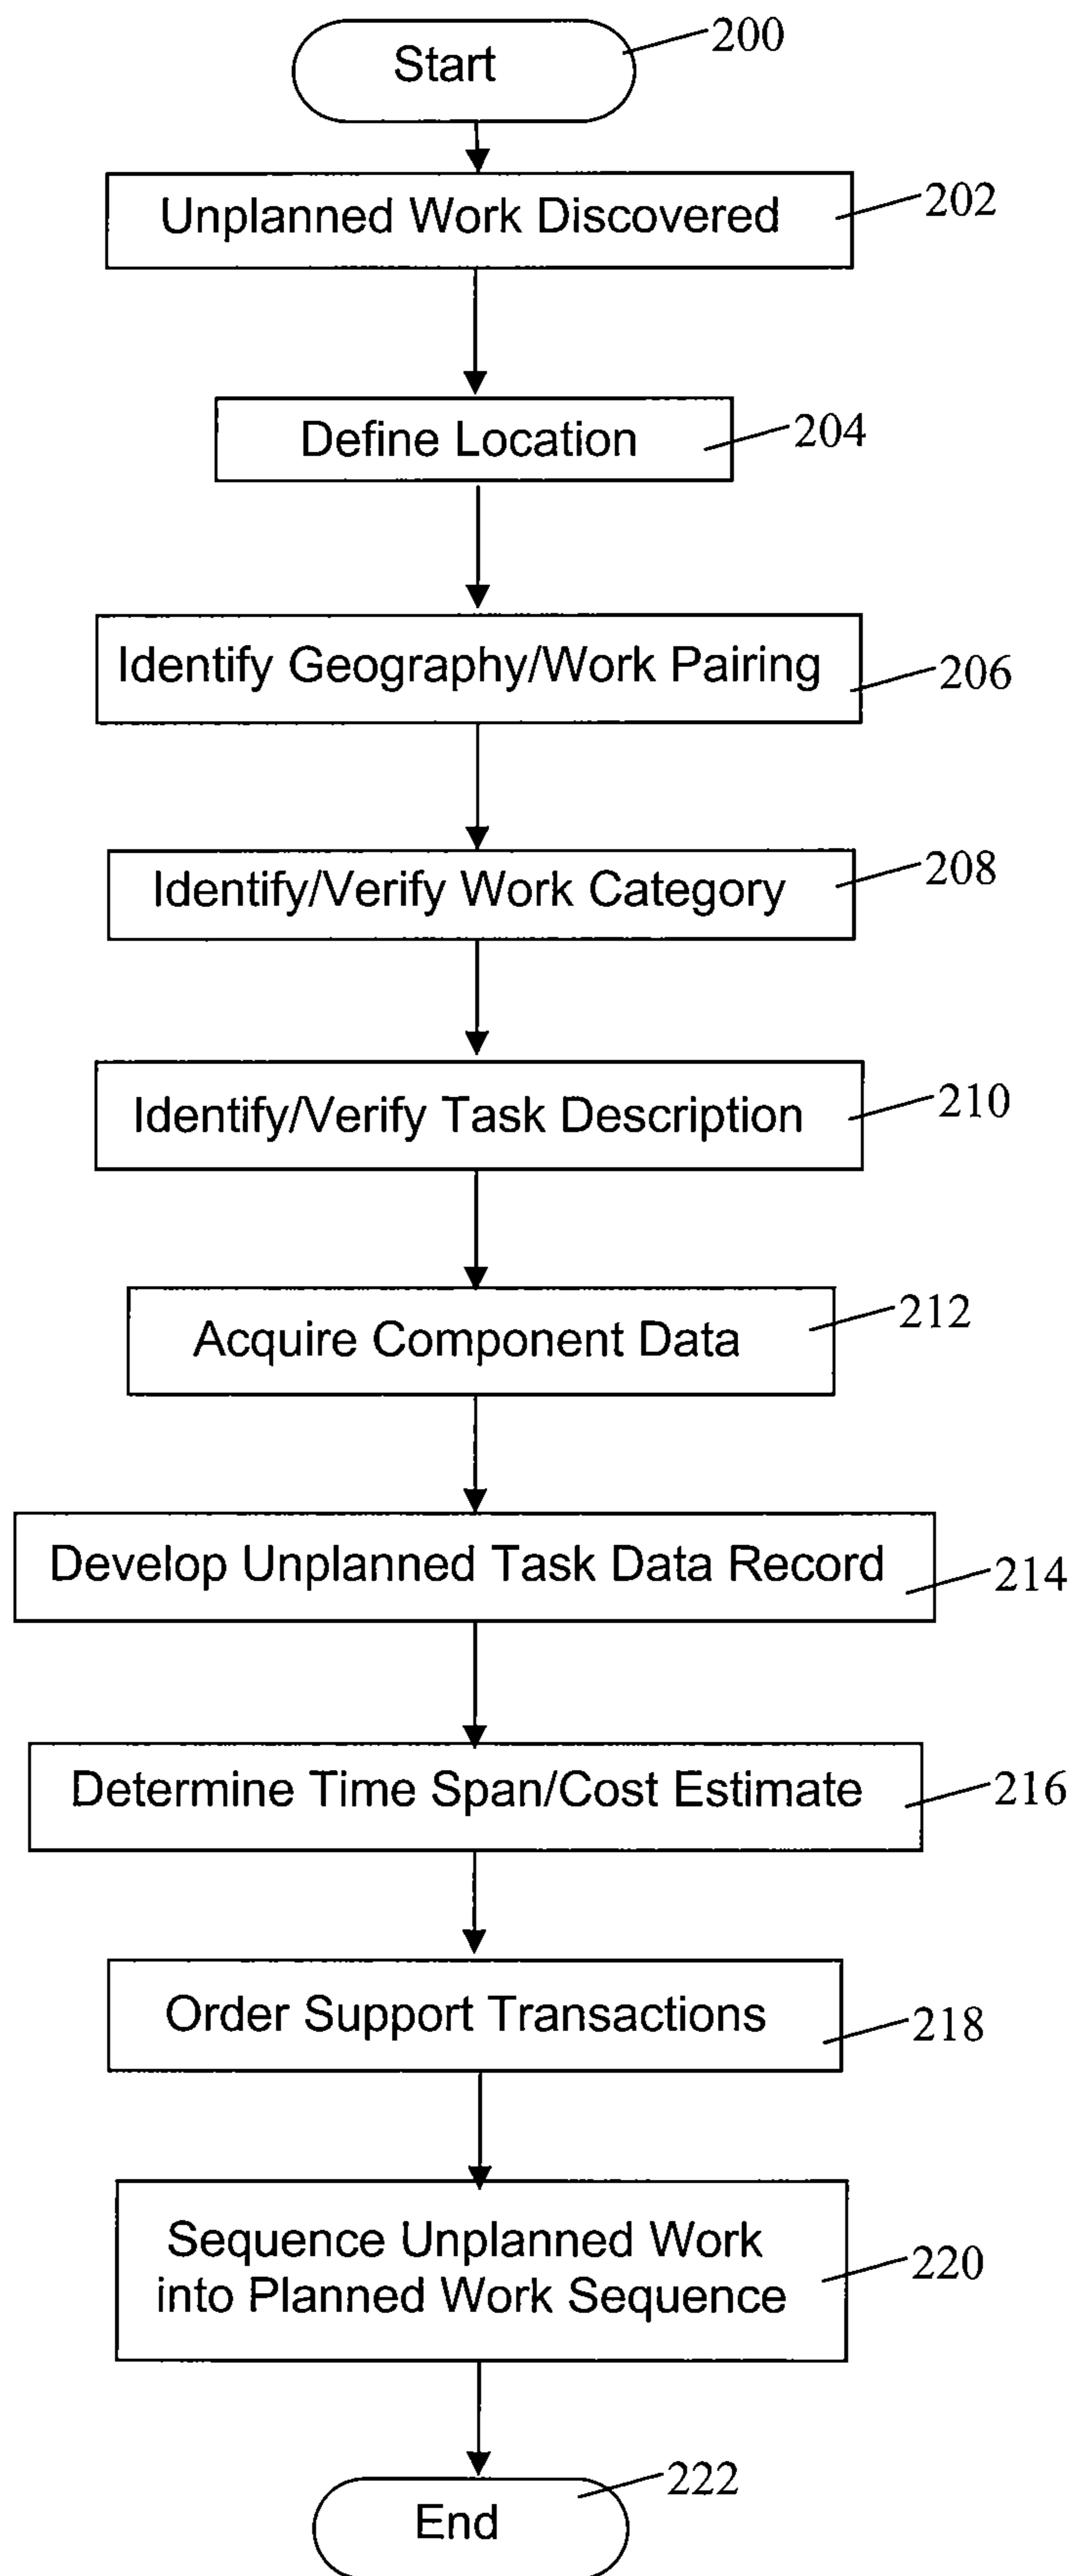 Start
200
Unplanned Work Discovered
202
Define Location
204
Identify Geography/Work Pairing
206
Identify/Verify Work Category
208
Identify/Verify Task Description
210
Acquire Component Data
212
Develop Unplanned Task Data Record
214
Determine Time Span/Cost Estimate
216
Order Support Transactions
218
Sequence Unplanned Work
into Planned Work Sequence
220
End
222